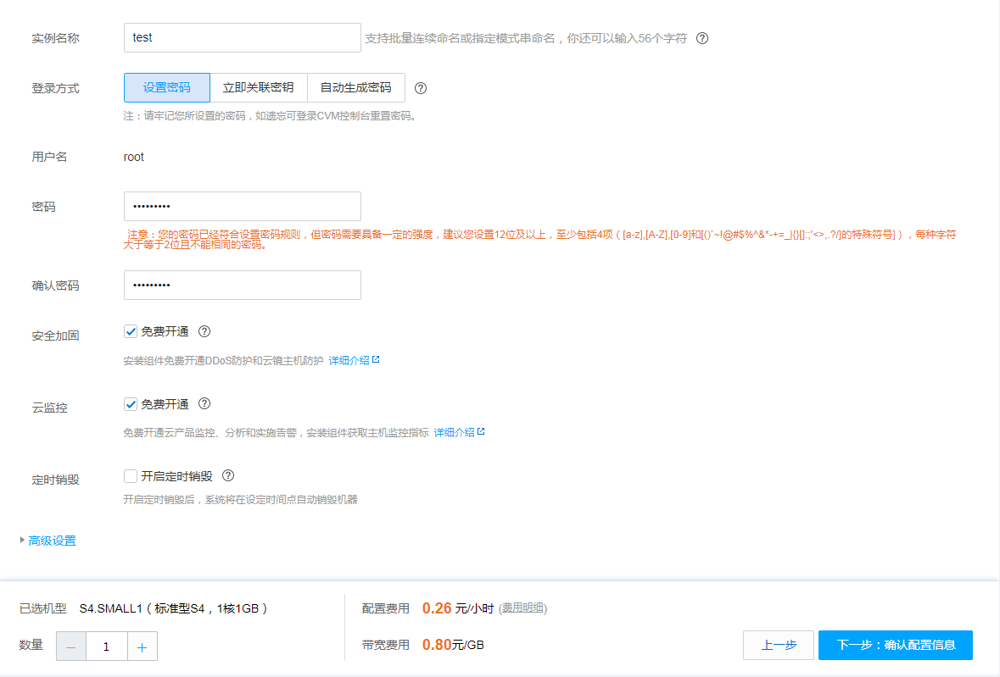 实例名称 test 支持批量连续命名或指定模式串命名，你还可以输入56个字符 ?
登录方式 设置密码 立即关联密钥 自动生成密码 ?
注：请牢记您所设置的密码，如遗忘可登录CVM控制台重置密码。
用户名 root
密码 •••••••••
注意：您的密码已经符合设置密码规则，但密码需要具备一定的强度，建议您设置12位及以上，至少包括4项（[a-z],[A-Z],[0-9]和[()`~!@#$%^&*-+=_|{}[]:;'<>,.?/]的特殊符号]），每种字符
大于等于2位且不能相同的密码。
确认密码 •••••••••
安全加固 免费开通 ?
安装组件免费开通DDoS防护和云镜主机防护 详细介绍
云监控 免费开通 ?
免费开通云产品监控、分析和实施告警，安装组件获取主机监控指标 详细介绍
定时销毁 开启定时销毁 ?
开启定时销毁后，系统将在设定时间点自动销毁机器
高级设置
已选机型 S4.SMALL1（标准型S4，1核1GB） 配置费用 0.26 元/小时 (费用明细)
数量 — 1 + 带宽费用 0.80元/GB 上一步 下一步：确认配置信息